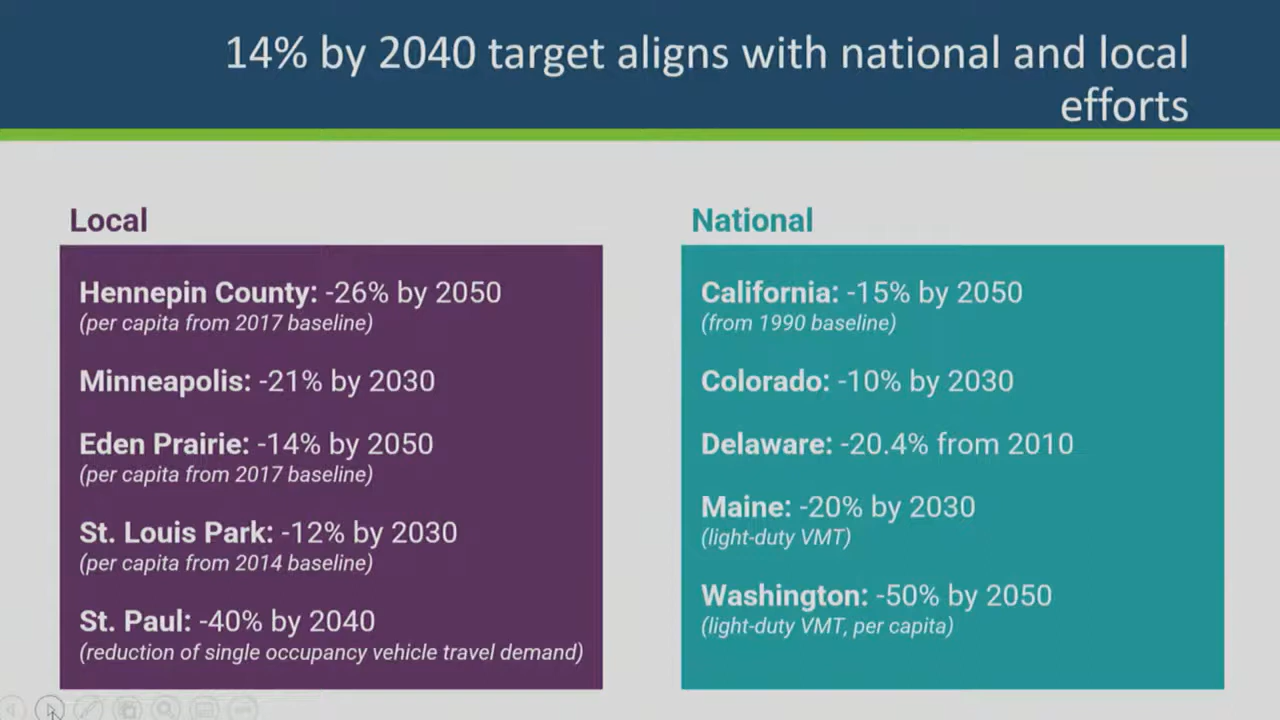 14% by 2040 target aligns with national and local
efforts
Local
Hennepin County: -26% by 2050
(per capita from 2017 baseline)
Minneapolis: -21% by 2030
Eden Prairie: -14% by 2050
(per capita from 2017 baseline)
St. Louis Park: -12% by 2030
(per capita from 2014 baseline)
St. Paul: -40% by 2040
(reduction of single occupancy vehicle travel demand)
National
California: -15% by 2050
(from 1990 baseline)
Colorado: -10% by 2030
Delaware: -20.4% from 2010
Maine: -20% by 2030
(light-duty VMT)
Washington: -50% by 2050
(light-duty VMT, per capita)